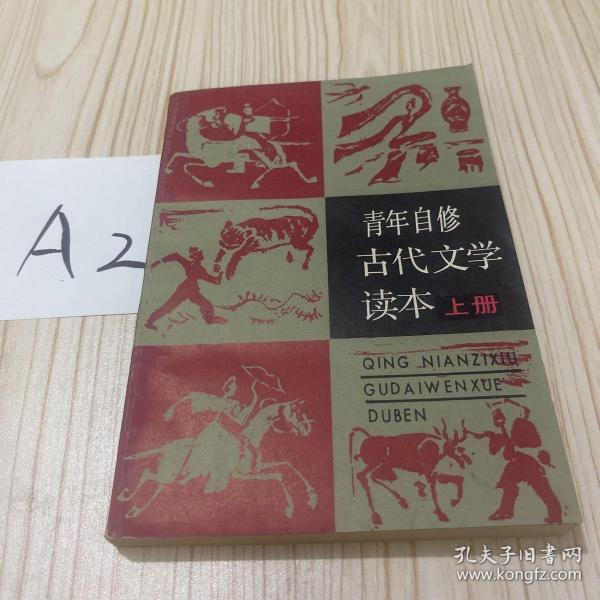 A2
青年自修
古代文学
读本 上册
QING NIANZIXIU
GUDAIWENXUE
DUBEN
孔夫子旧书网
www.kongfz.com